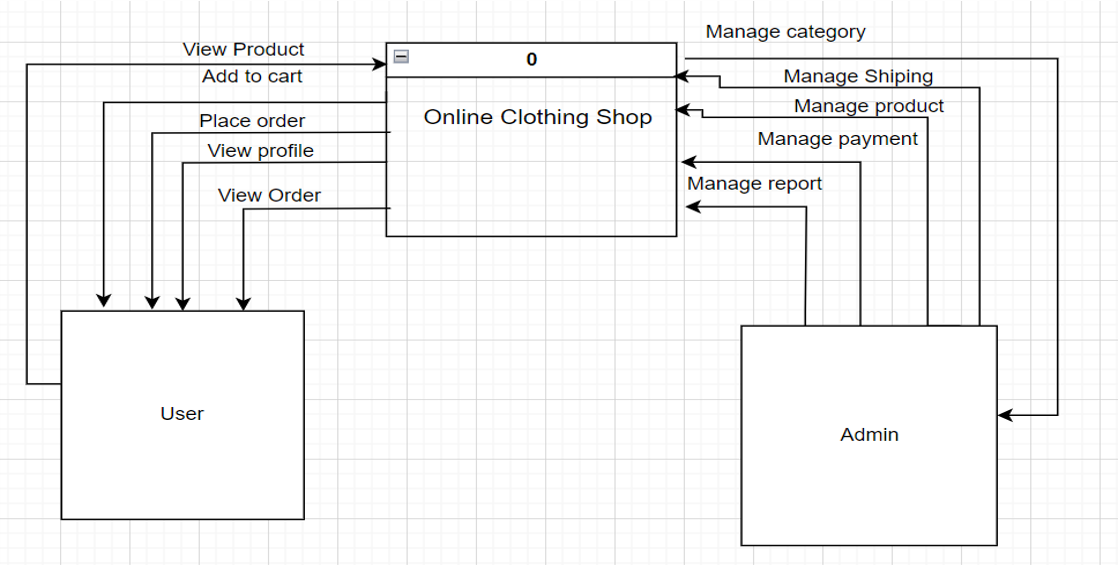 Manage category
View Product
0
Add to cart
Manage Shiping
Manage product
Online Clothing Shop
Place order
Manage payment
View profile
Manage report
View Order
User
Admin